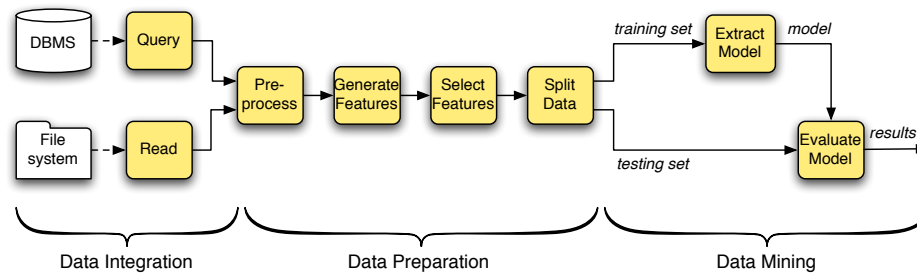 DBMS
Query
File
system
Read
Pre-
process
Generate
Features
Select
Features
Split
Data
training set
Extract
Model
model
testing set
Evaluate
Model
results
Data Integration
Data Preparation
Data Mining